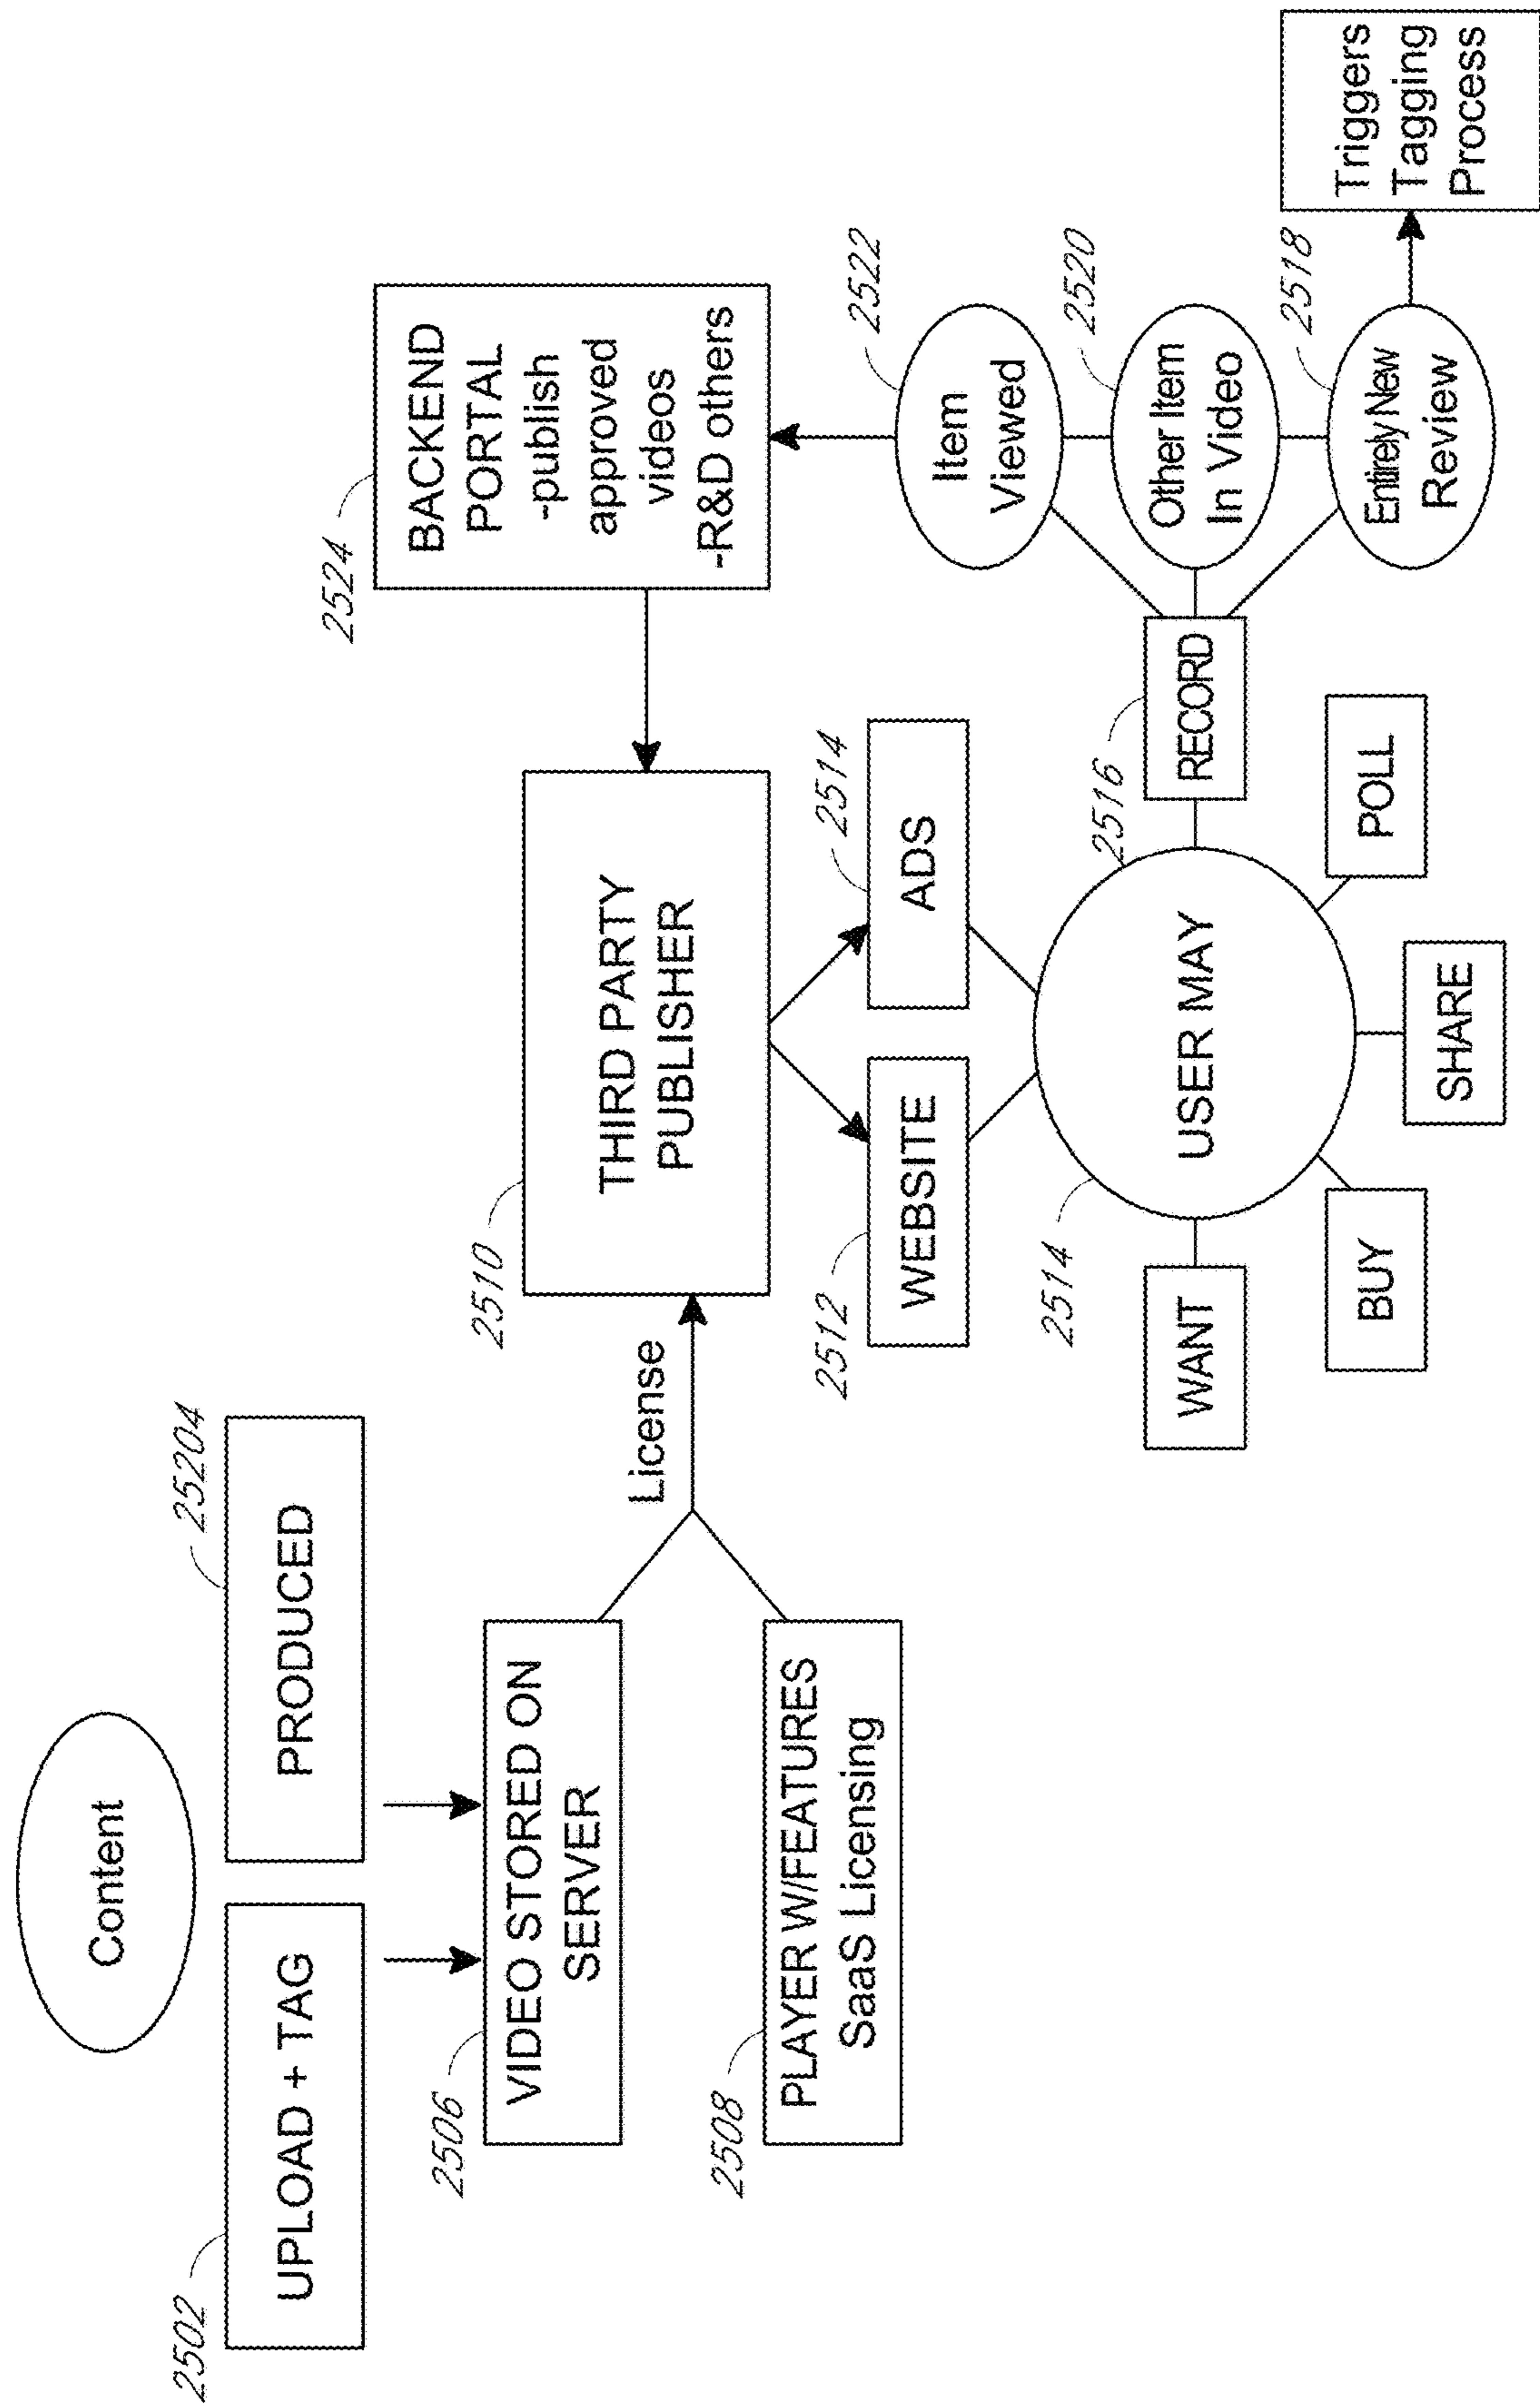 Content
2502
UPLOAD + TAG
25204
PRODUCED
2506
VIDEO STORED ON
SERVER
2508
PLAYER W/FEATURES
SaaS Licensing
License
2510
THIRD PARTY
PUBLISHER
2524
BACKEND
PORTAL
-publish
approved
videos
-R&D others
2512
WEBSITE
2514
ADS
2514
USER MAY
WANT
BUY
SHARE
POLL
2516
RECORD
2522
Item
Viewed
2520
Other Item
In Video
2518
Entirely New
Review
Triggers
Tagging
Process